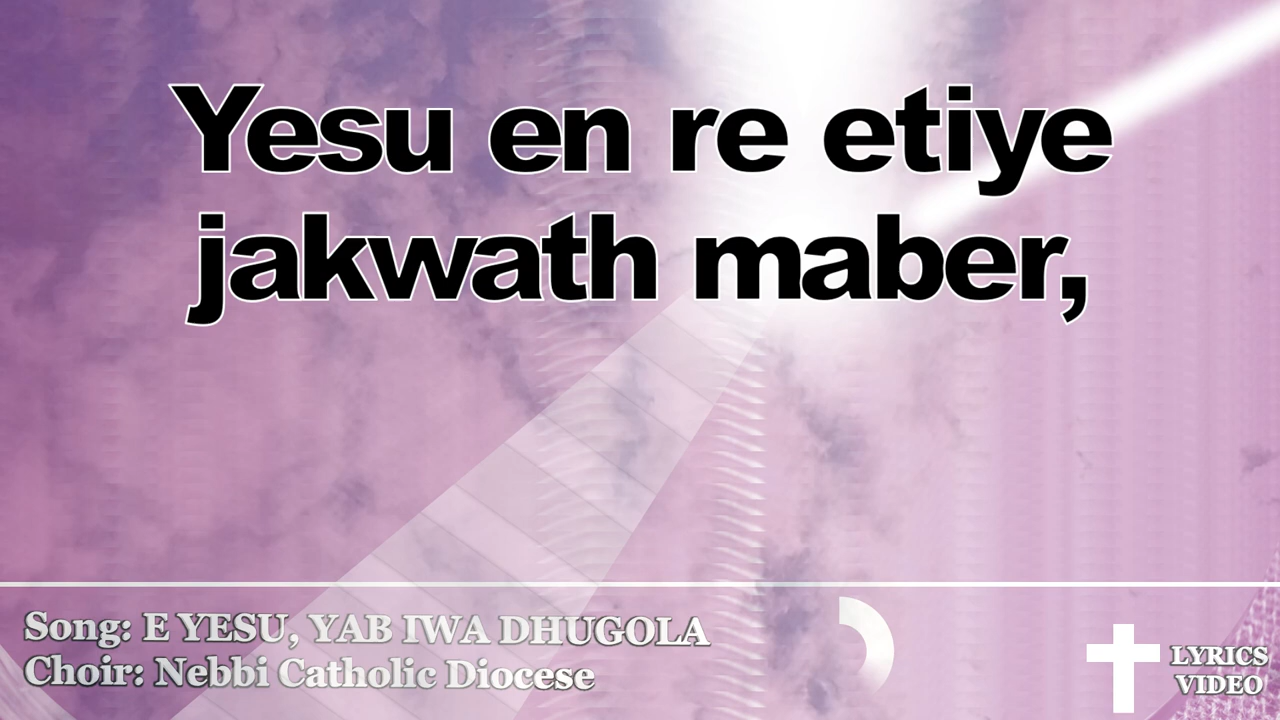 Yesu en re etiye
jakwath maber,
Song: E YESU, YAB IWA DHUGOLA
Choir: Nebbi Catholic Diocese
LYRICS
VIDEO